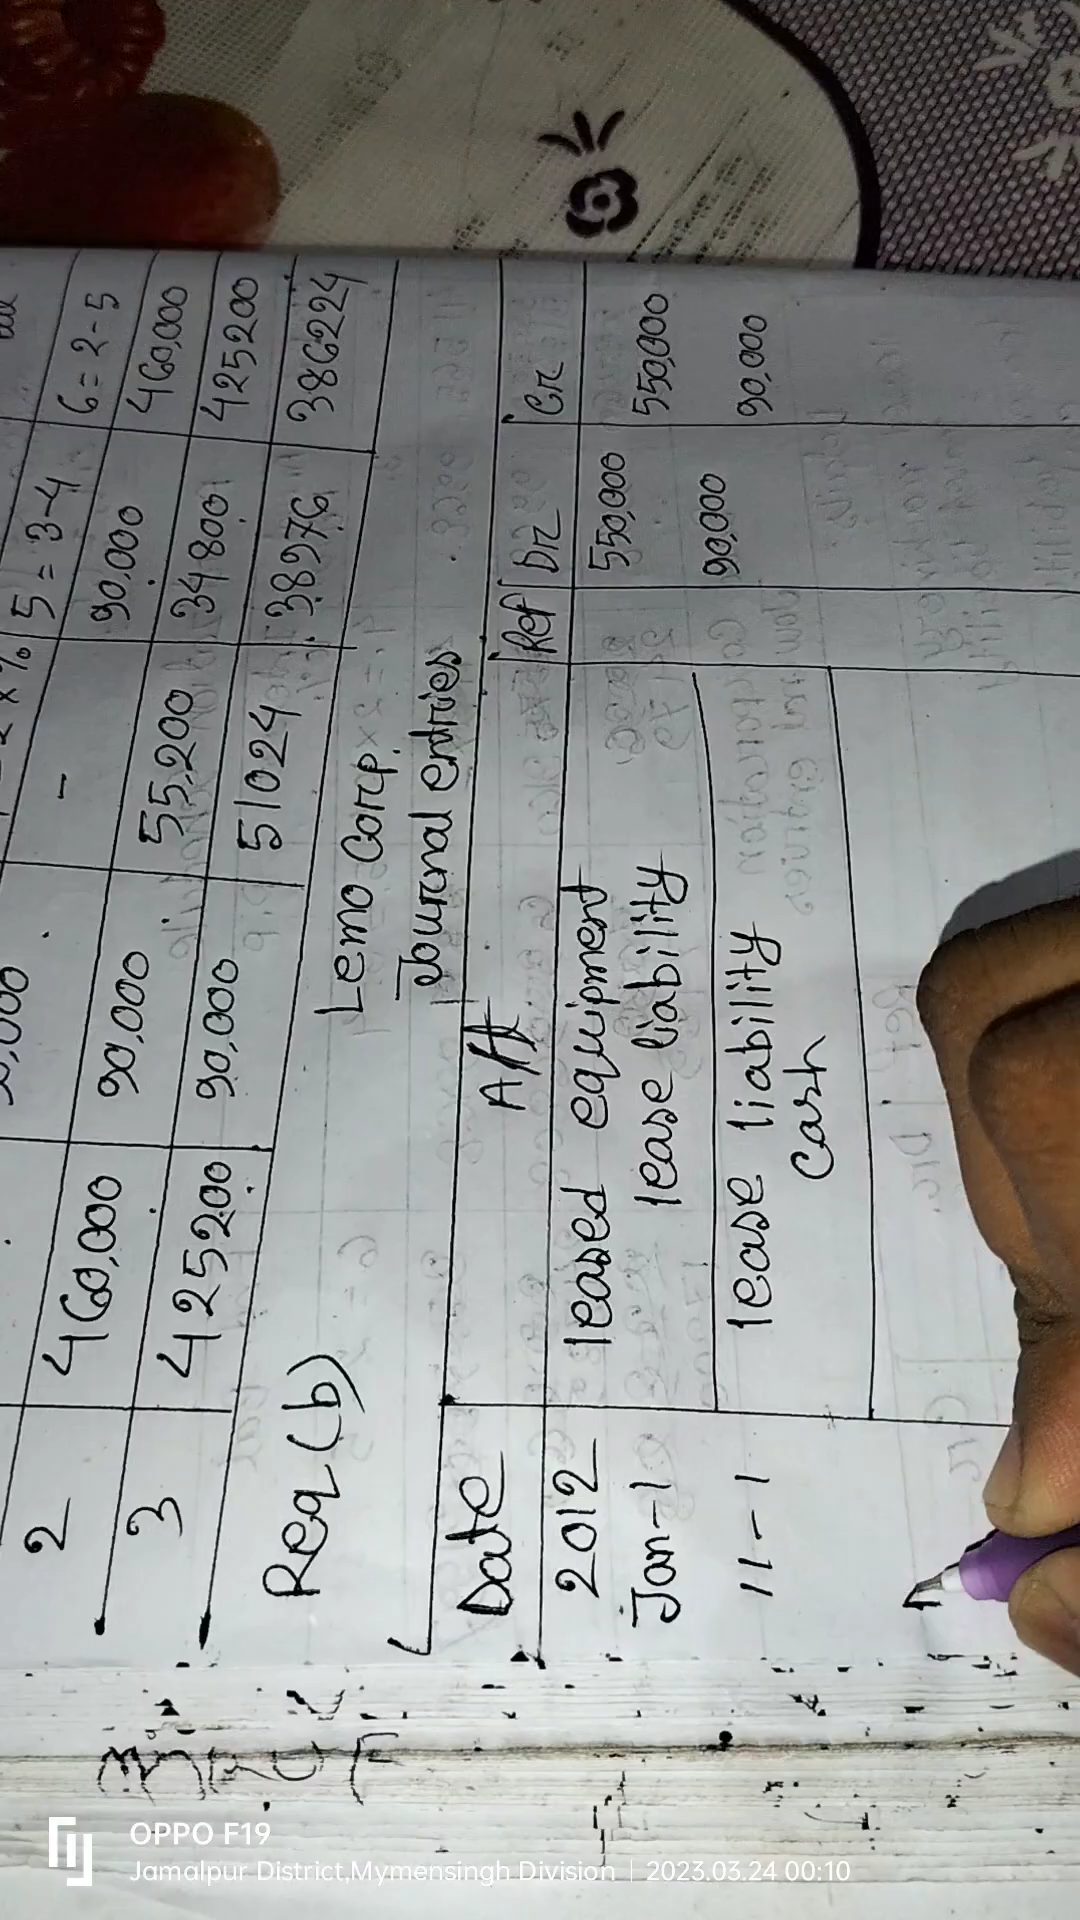 2 × %
5 = 3-4
6 = 2-5
-
90,000
460,000
2
460,000
90,000
55,200
34800
425200
3
425200
90,000
51024
38976
386224
Req (b)
Lemo Corp.
Journal entries
Date
A/t
Ref
Dr
Cr
2012
leased equipment
550,000
Jan-1
lease liability
550,000
11-1
lease liability
90,000
Cash
90,000
OPPO F19
Jamalpur District,Mymensingh Division | 2023.03.24 00:10